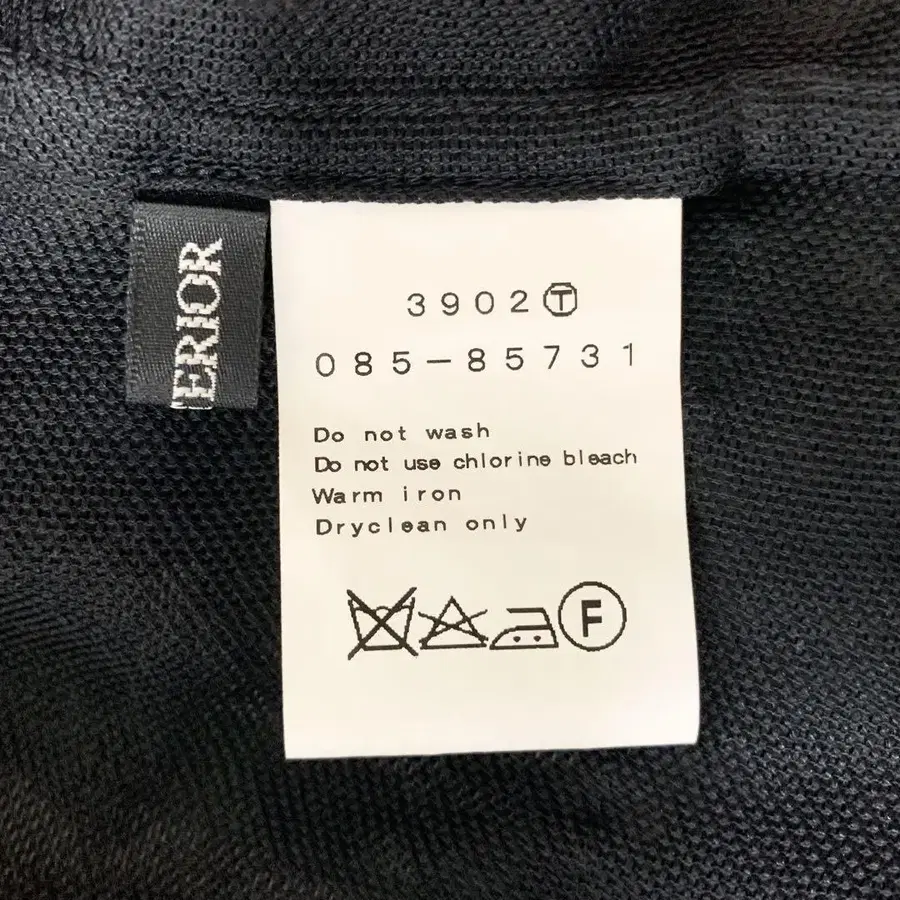 ERIOR
3902Ⓣ
085-85731
Do not wash
Do not use chlorine bleach
Warm iron
Dryclean only
F